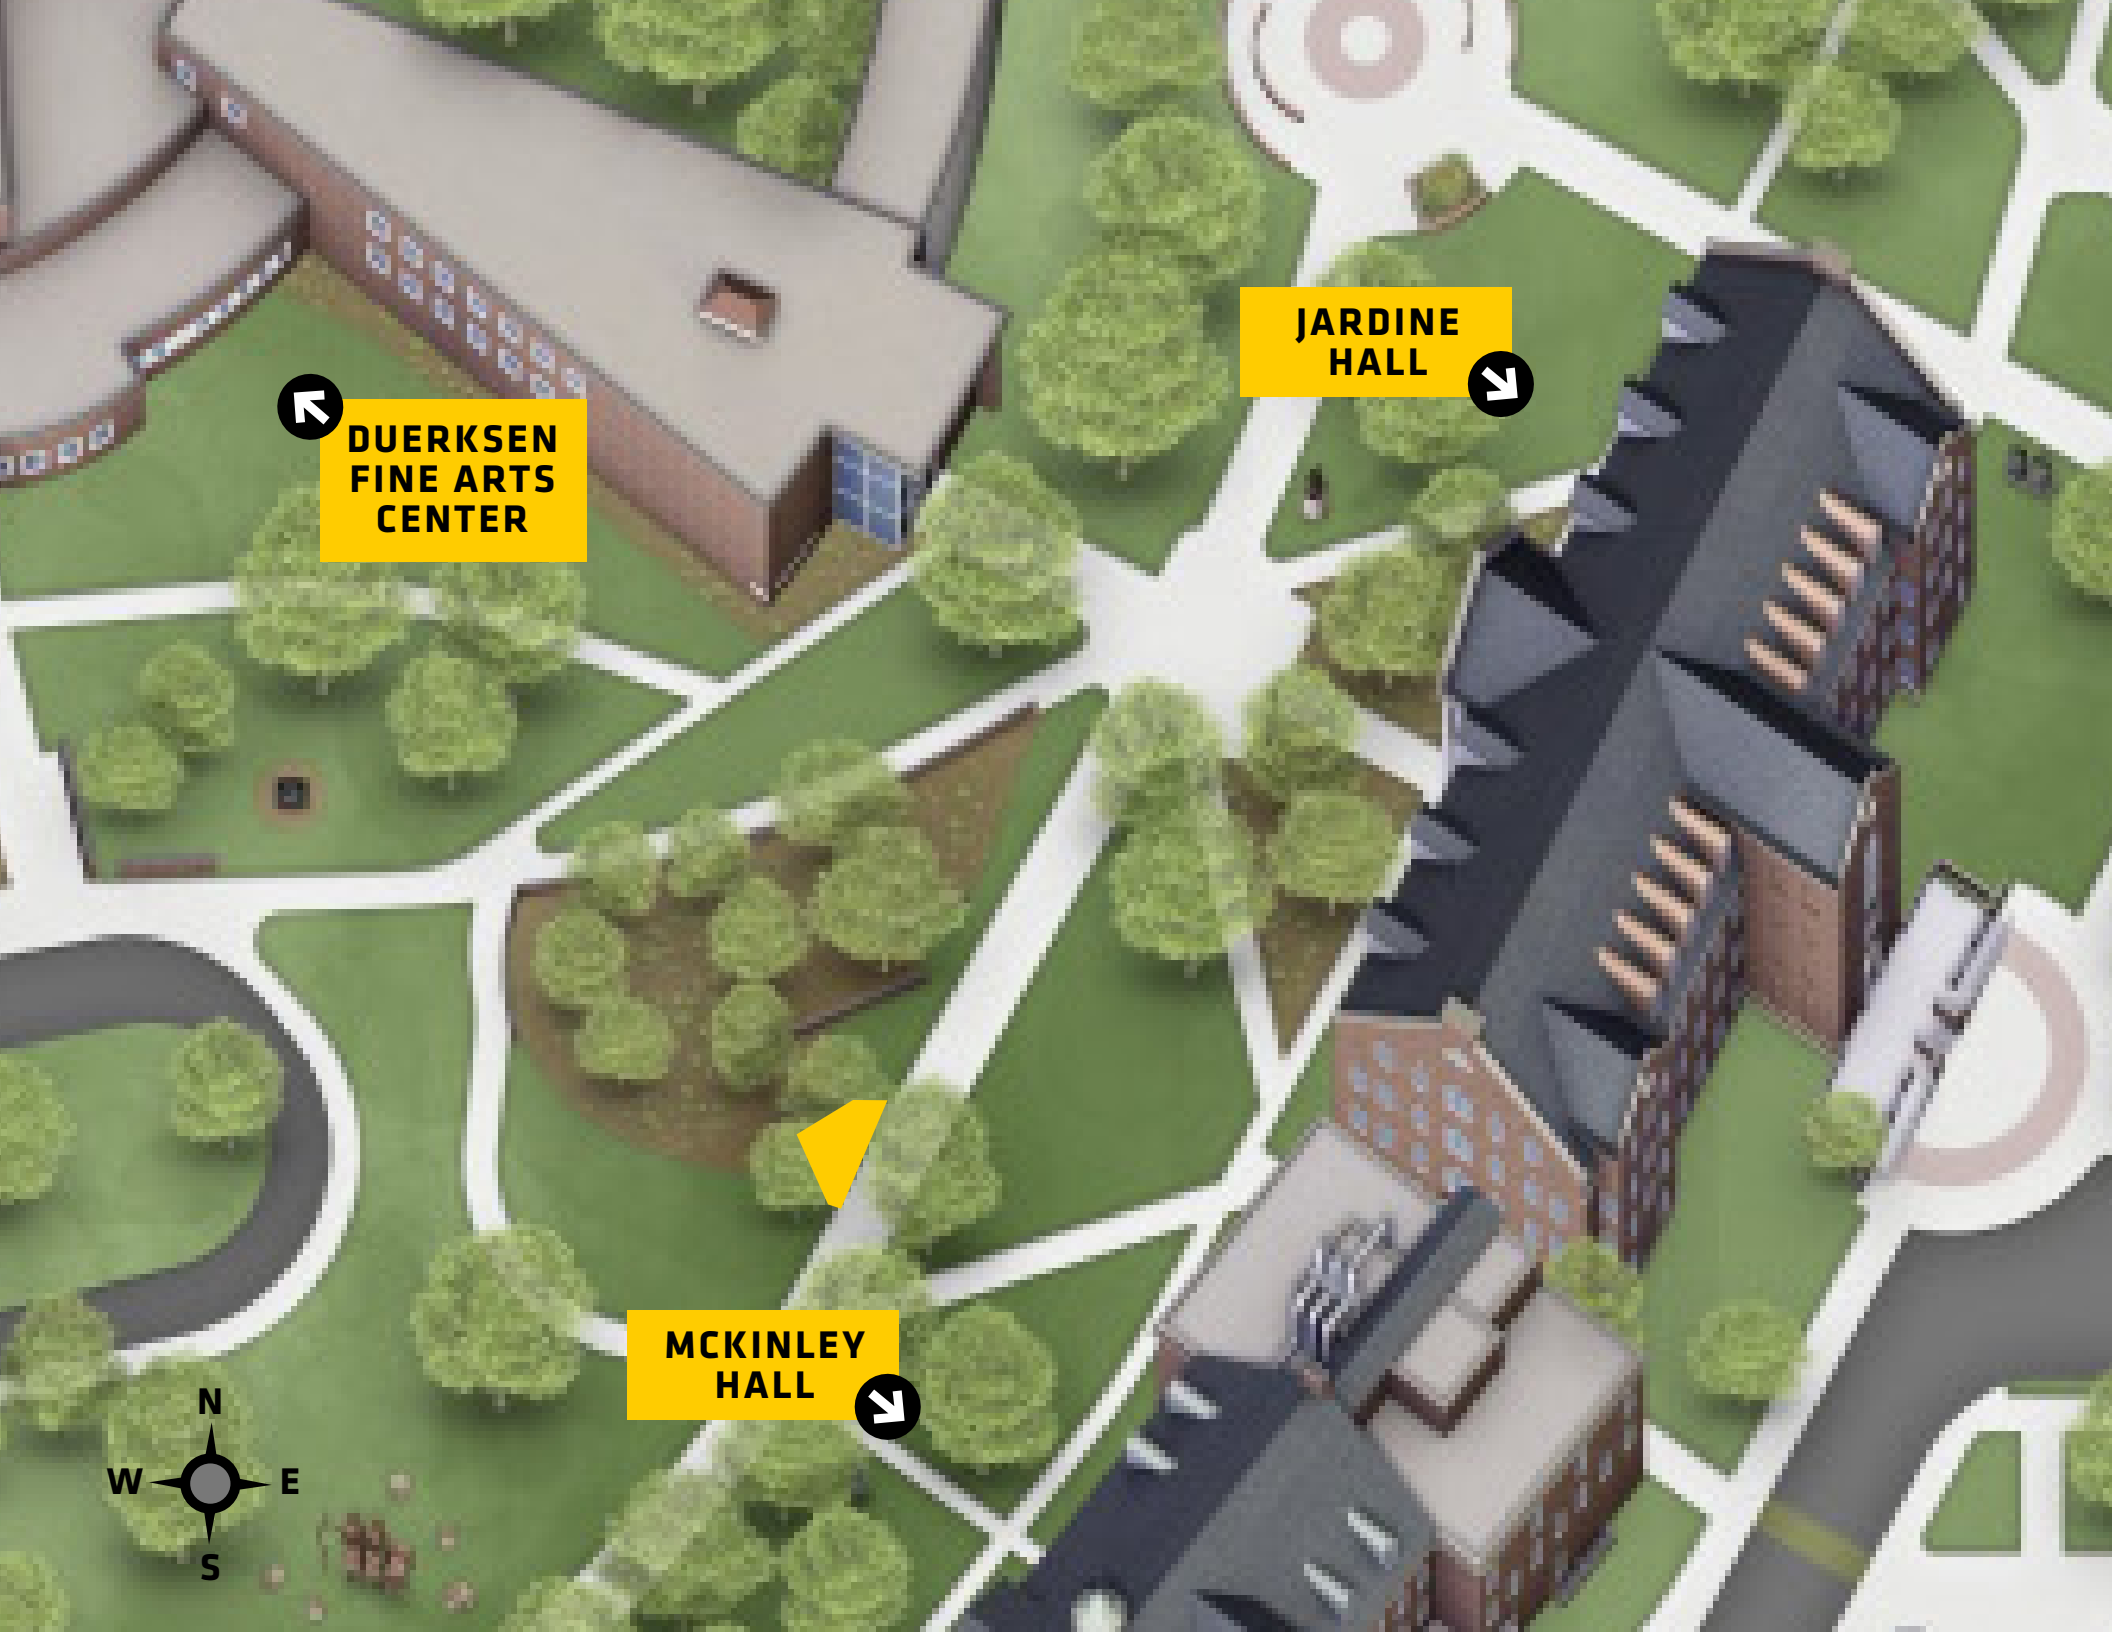 JARDINE
HALL
DUERKSEN
FINE ARTS
CENTER
MCKINLEY
HALL
N
W E
S